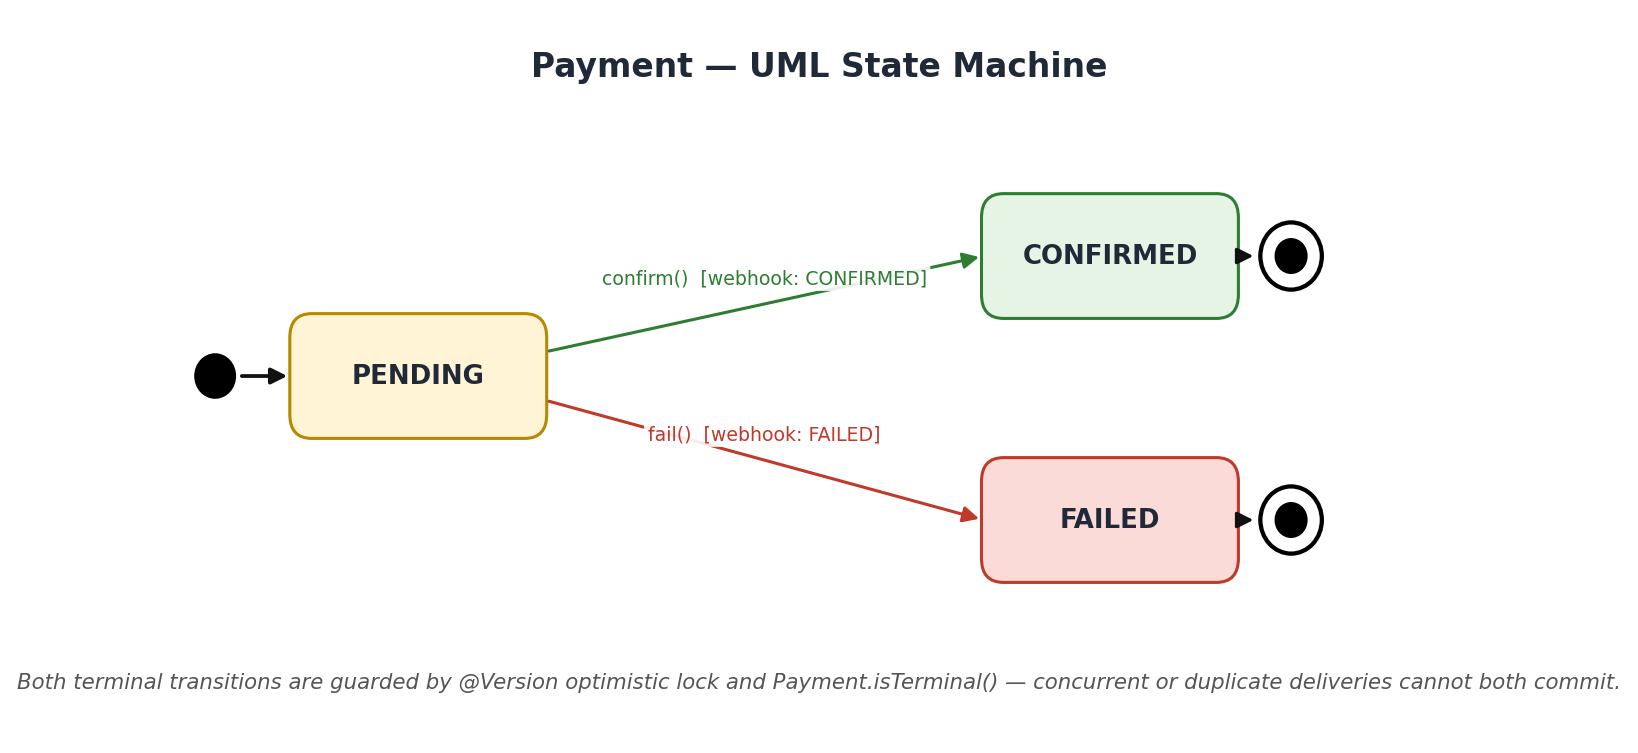 Payment — UML State Machine
CONFIRMED
confirm()  [webhook: CONFIRMED]
PENDING
fail()  [webhook: FAILED]
FAILED
Both terminal transitions are guarded by @Version optimistic lock and Payment.isTerminal() — concurrent or duplicate deliveries cannot both commit.